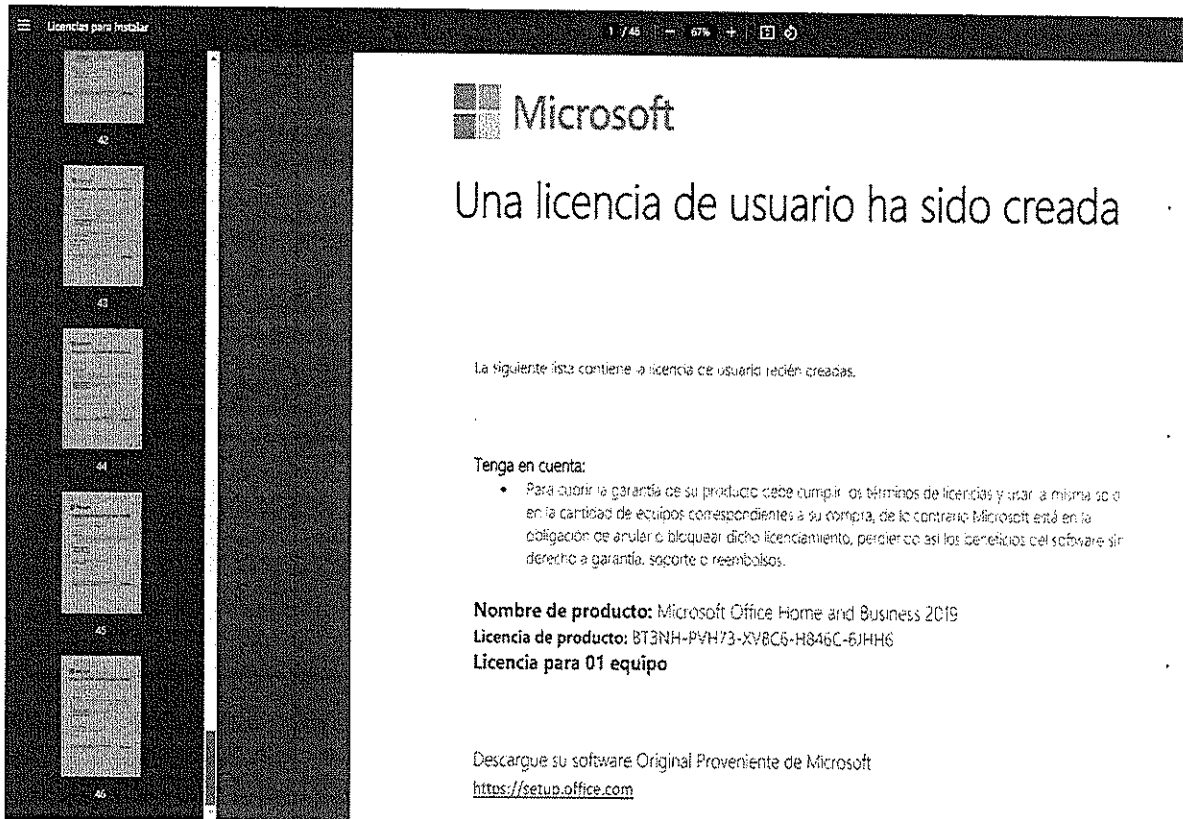 Licencias para instalar
1 / 46
67%
42
43
44
45
46
Microsoft
Una licencia de usuario ha sido creada
La siguiente lista contiene la licencia de usuario recién creadas.
Tenga en cuenta:
• Para cubrir la garantía de su producto debe cumplir los términos de licencias y usar la misma solo
en la cantidad de equipos correspondientes a su compra, de lo contrario Microsoft está en la
obligación de anular o bloquear dicho licenciamiento, perdiendo así los beneficios del software sin
derecho a garantía, soporte o reembolsos.
Nombre de producto: Microsoft Office Home and Business 2019
Licencia de producto: BT3NH-PVH73-XV8C6-H846C-6JHH6
Licencia para 01 equipo
Descargue su software Original Proveniente de Microsoft
https://setup.office.com